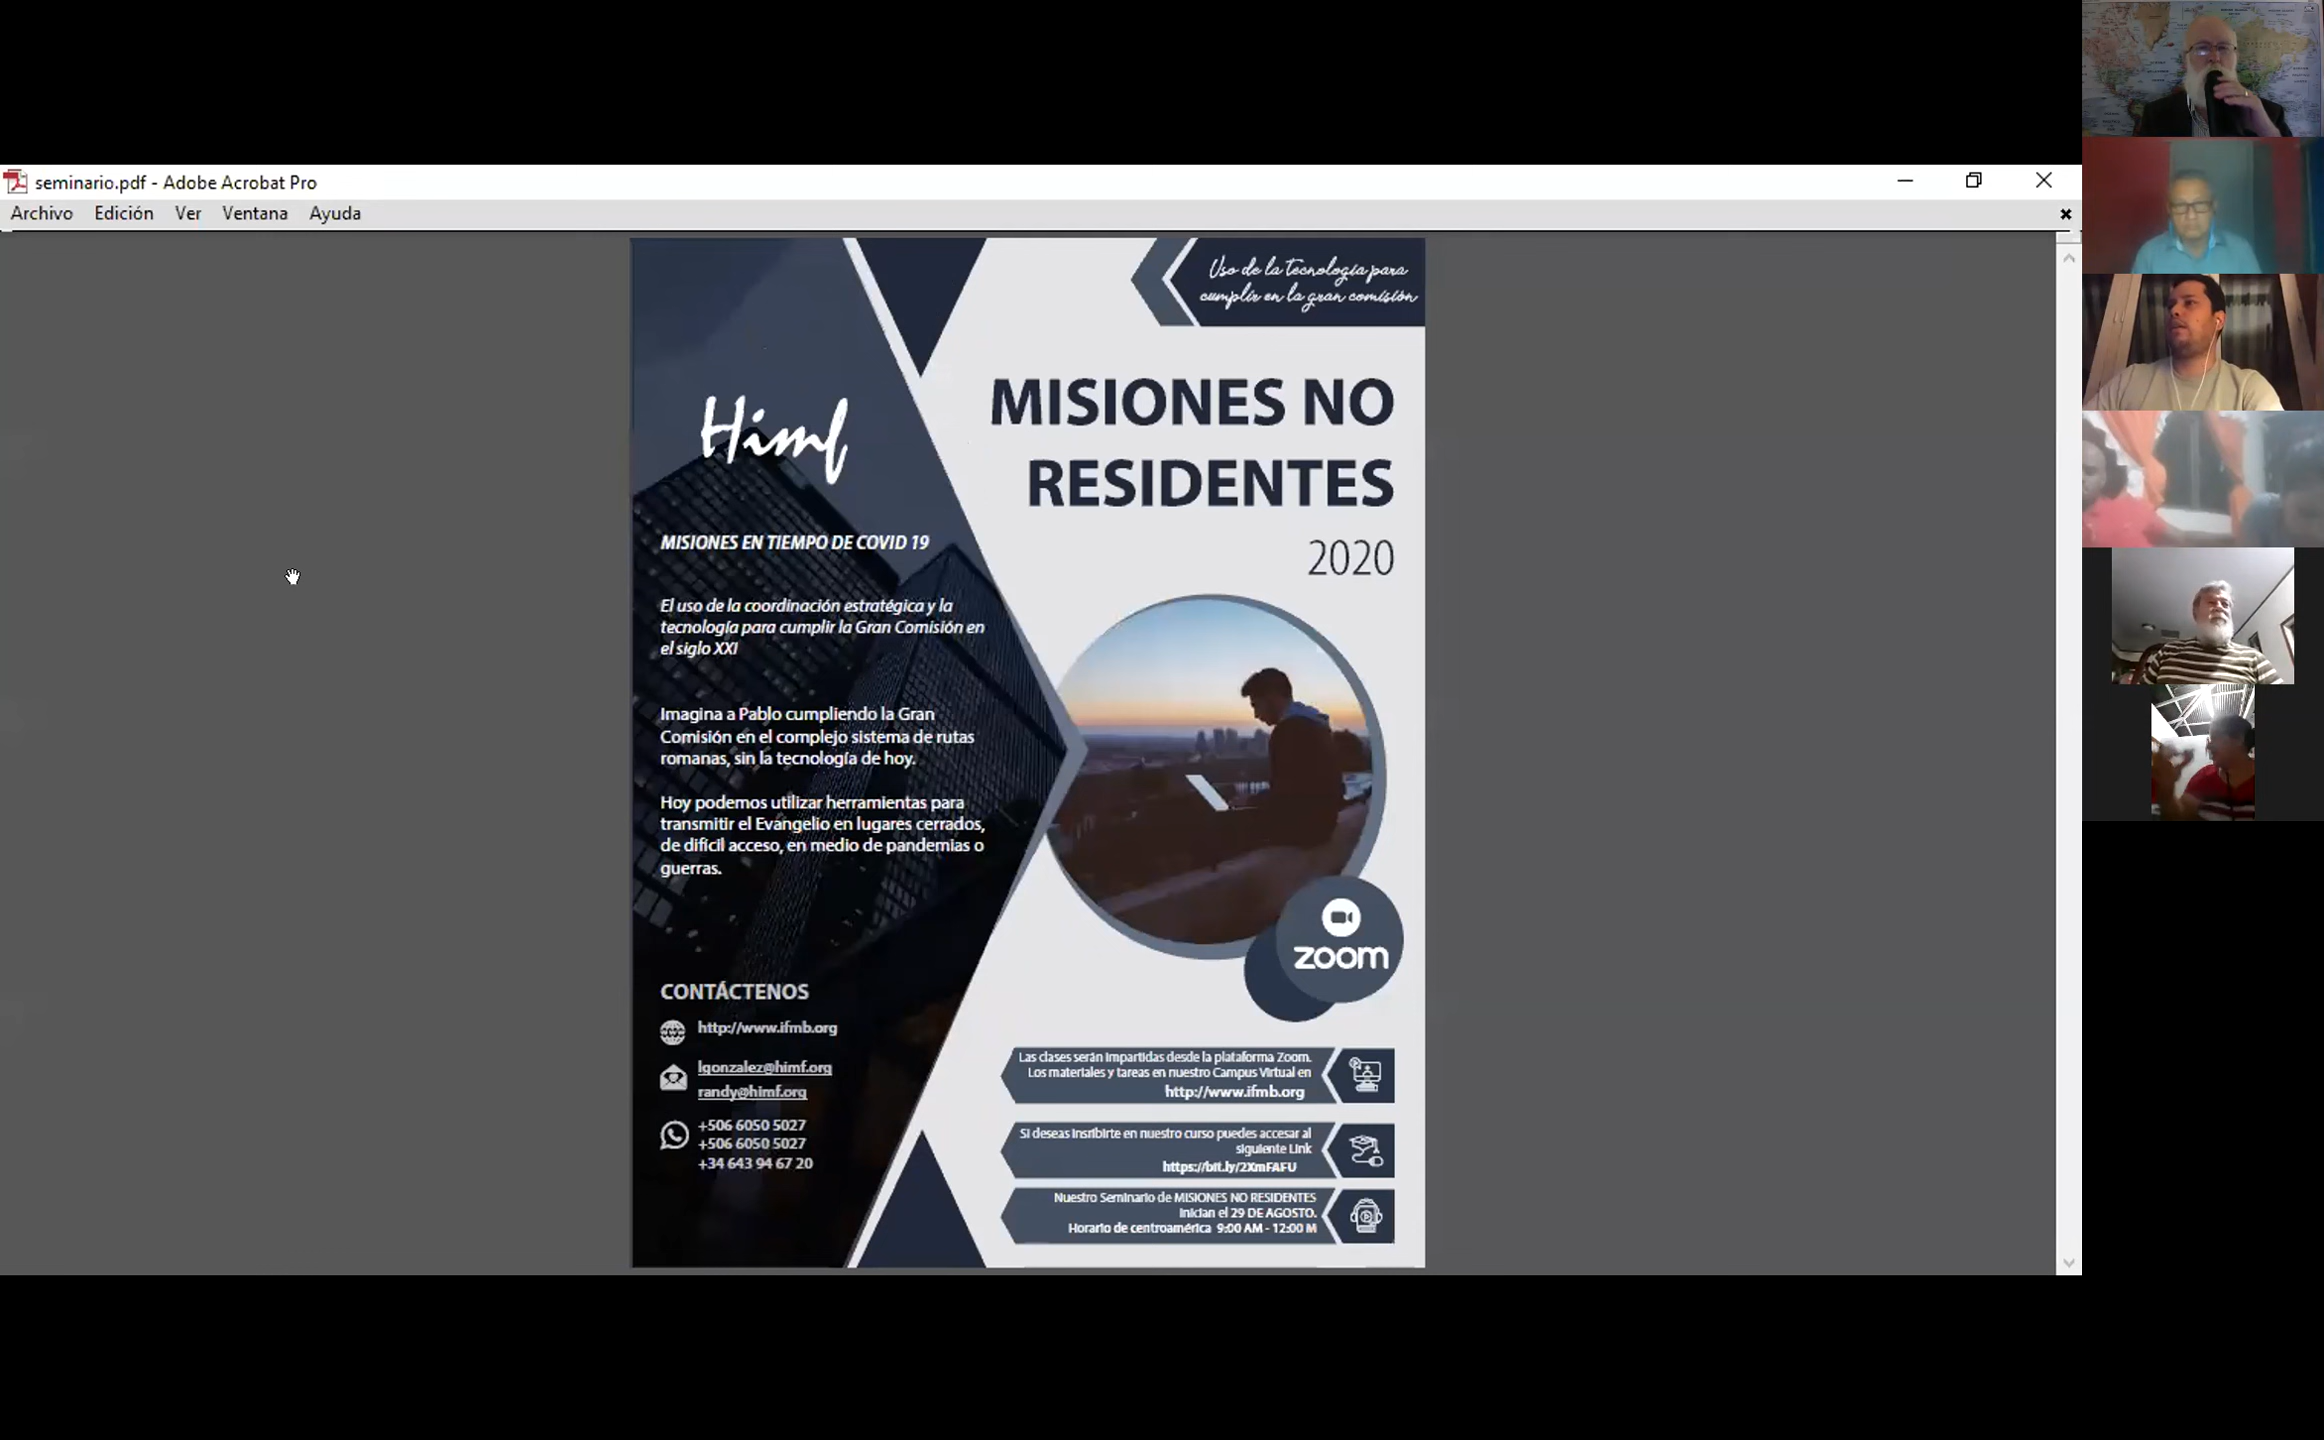 seminario.pdf - Adobe Acrobat Pro
Archivo Edición Ver Ventana Ayuda
Uso de la tecnología para
cumplir en la gran comisión
Himf
MISIONES NO
RESIDENTES
2020
MISIONES EN TIEMPO DE COVID 19
El uso de la coordinación estratégica y la
tecnología para cumplir la Gran Comisión en
el siglo XXI
Imagina a Pablo cumpliendo la Gran
Comisión en el complejo sistema de rutas
romanas, sin la tecnología de hoy.
Hoy podemos utilizar herramientas para
transmitir el Evangelio en lugares cerrados,
de difícil acceso, en medio de pandemias o
guerras.
zoom
CONTÁCTENOS
http://www.ifmb.org
lgonzalez@himf.org
randy@himf.org
+506 6050 5027
+506 6050 5027
+34 643 94 67 20
Las clases serán impartidas desde la plataforma Zoom.
Los materiales y tareas en nuestro Campus Virtual en
http://www.ifmb.org
Si deseas insribirte en nuestro curso puedes accesar al
siguiente Link
https://bit.ly/2XmFAFU
Nuestro Seminario de MISIONES NO RESIDENTES
inician el 29 DE AGOSTO.
Horario de centroamérica 9:00 AM - 12:00 M